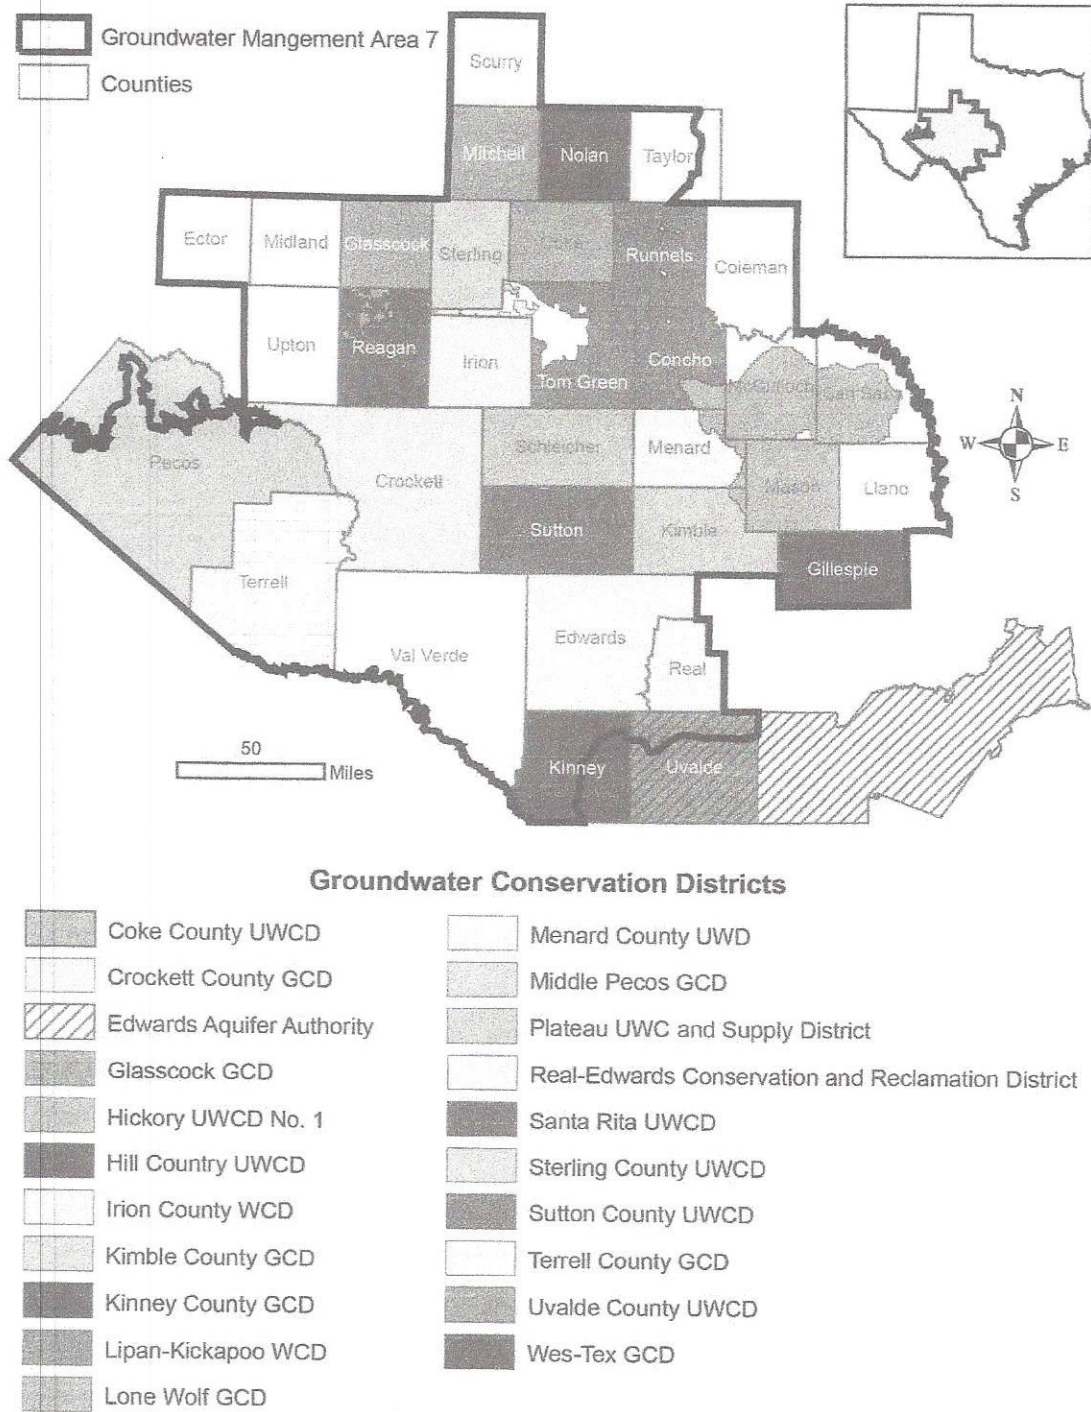 Groundwater Mangement Area 7
Counties
Scurry
Mitchell
Nolan
Taylor
Ector
Midland
Glasscock
Sterling
Runnels
Coleman
Upton
Reagan
Irion
Tom Green
Concho
Pecos
Crockett
Schleicher
Menard
Mason
Llano
N
W
E
S
Sutton
Kimble
Terrell
Gillespie
Val Verde
Edwards
Real
50
Miles
Kinney
Uvalde
Groundwater Conservation Districts
Coke County UWCD
Crockett County GCD
Edwards Aquifer Authority
Glasscock GCD
Hickory UWCD No. 1
Hill Country UWCD
Irion County WCD
Kimble County GCD
Kinney County GCD
Lipan-Kickapoo WCD
Lone Wolf GCD
Menard County UWD
Middle Pecos GCD
Plateau UWC and Supply District
Real-Edwards Conservation and Reclamation District
Santa Rita UWCD
Sterling County UWCD
Sutton County UWCD
Terrell County GCD
Uvalde County UWCD
Wes-Tex GCD